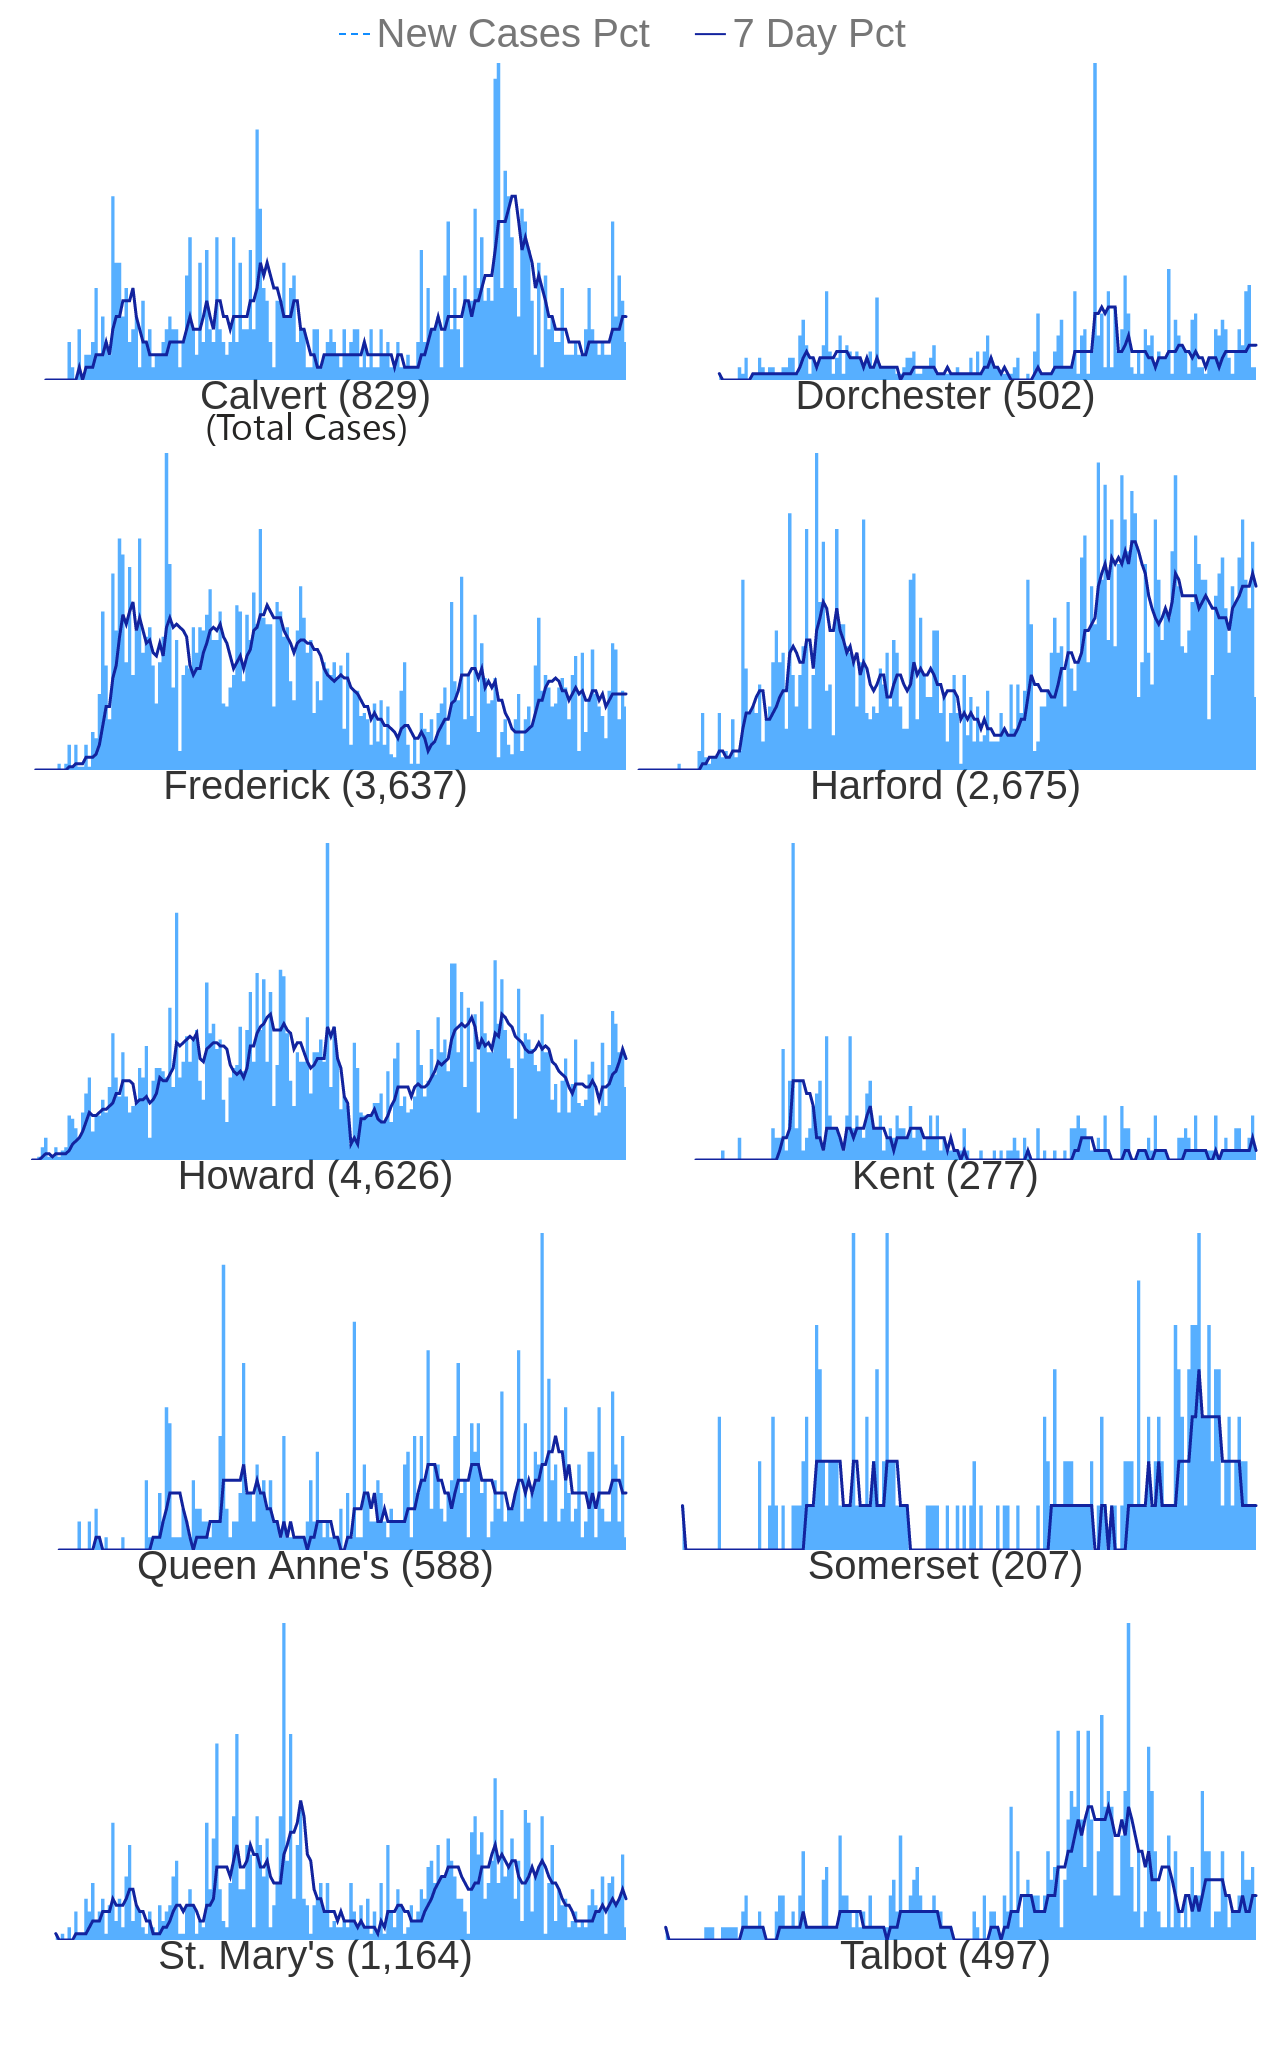 New Cases Pct 7 Day Pct
Calvert (829) Dorchester (502)
(Total Cases)
Frederick (3,637) Harford (2,675)
Howard (4,626) Kent (277)
Queen Anne's (588) Somerset (207)
St. Mary's (1,164) Talbot (497)